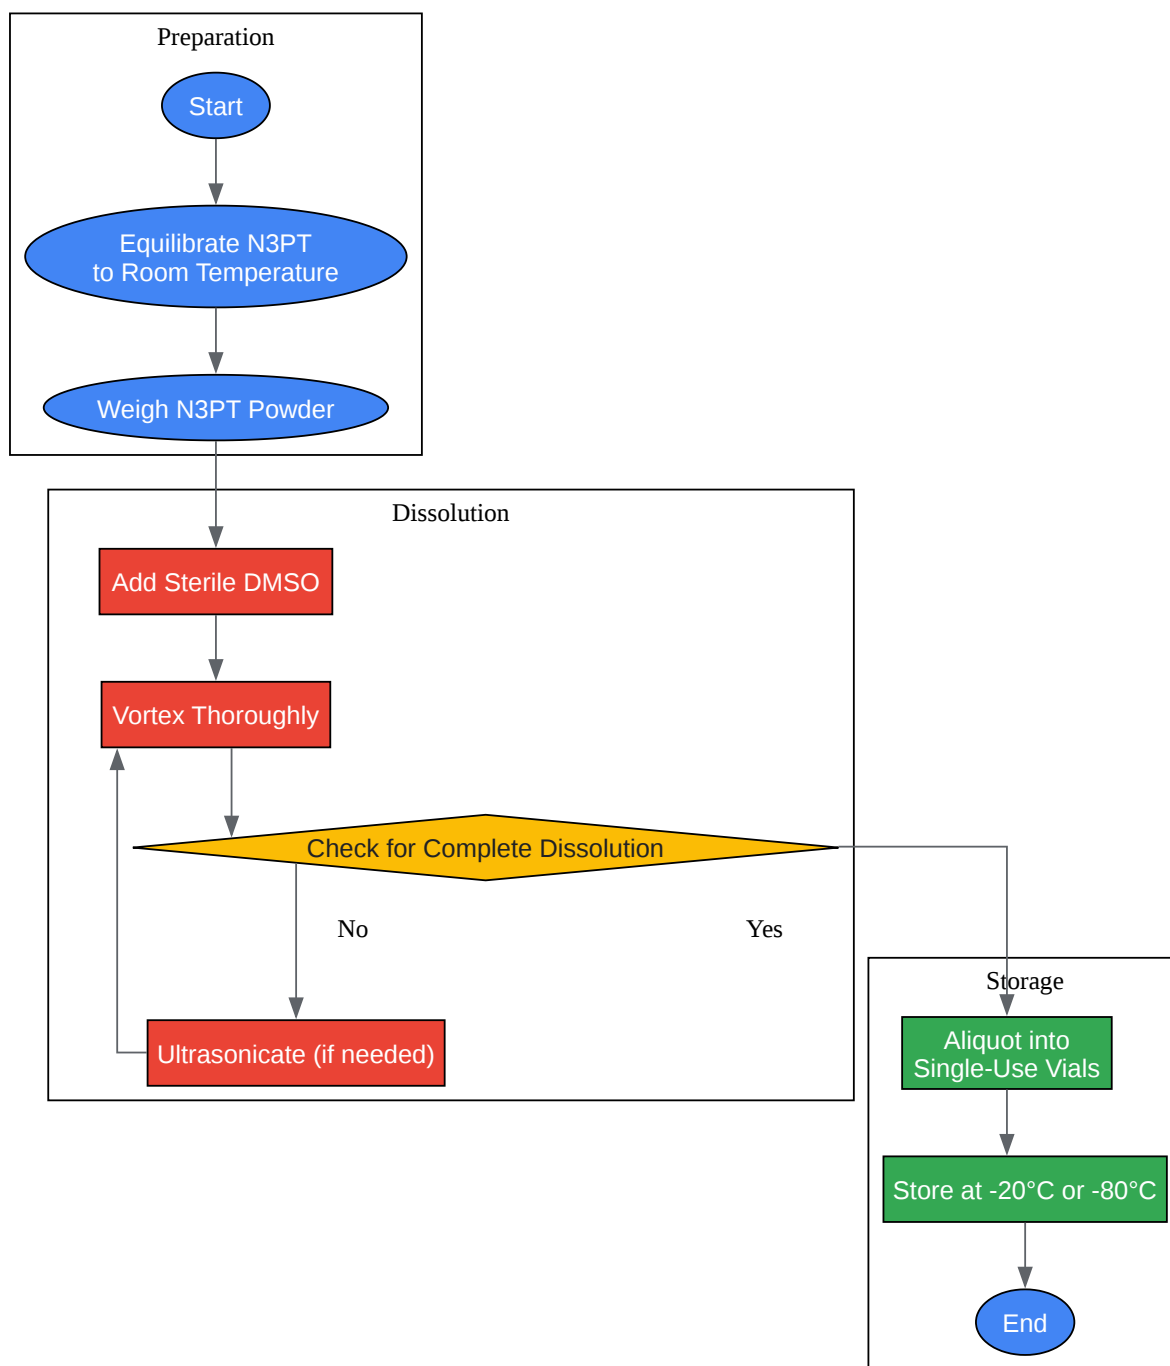 Preparation
Start
Equilibrate N3PT
to Room Temperature
Weigh N3PT Powder
Dissolution
Add Sterile DMSO
Vortex Thoroughly
Check for Complete Dissolution
No
Yes
Ultrasonicate (if needed)
Storage
Aliquot into
Single-Use Vials
Store at -20°C or -80°C
End